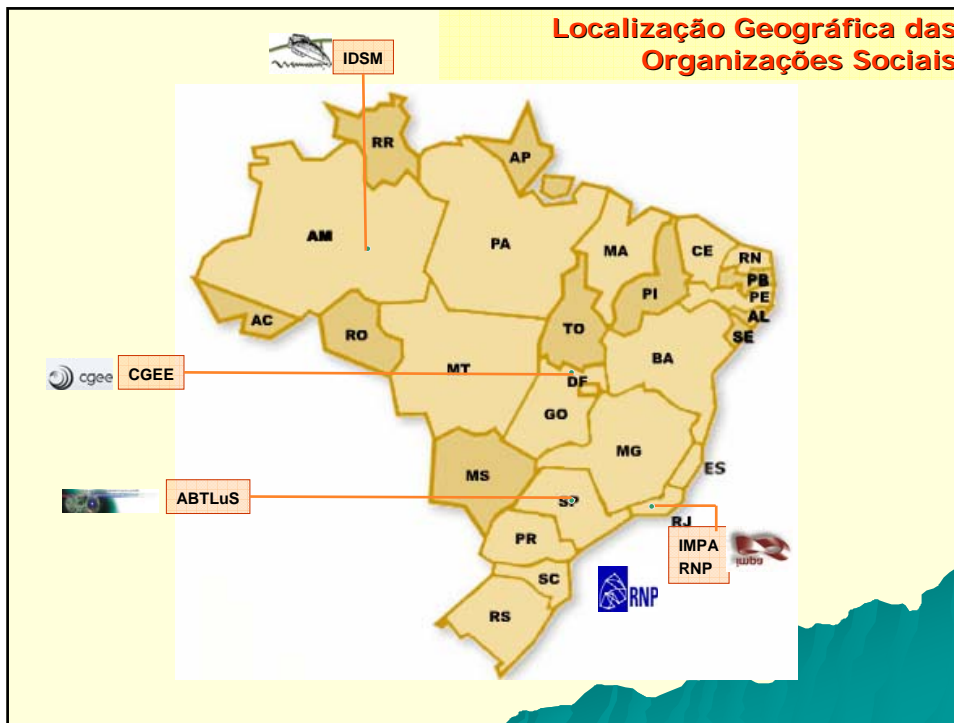 Localização Geográfica das
Organizações Sociais
IDSM
RR
AP
AM
PA
MA
CE
RN
PB
PE
PI
AL
AC
RO
TO
SE
MT
BA
cgee
CGEE
DF
GO
MG
ES
MS
ABTLuS
SP
RJ
PR
IMPA
RNP
impa
SC
RNP
RS